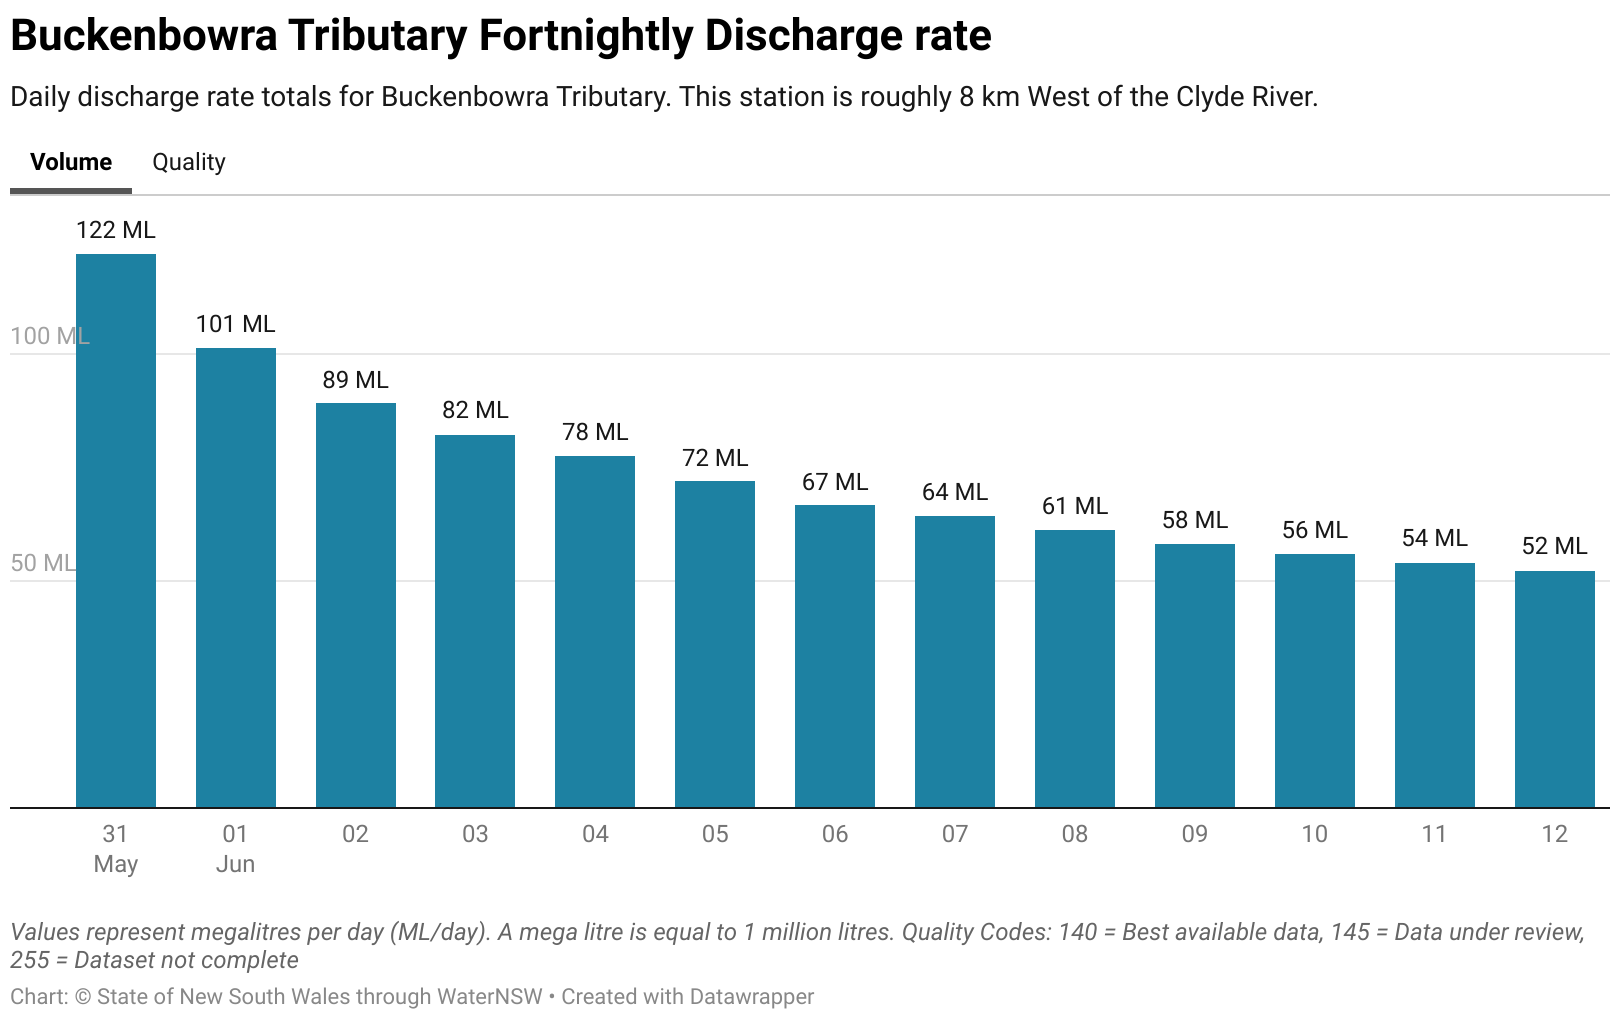 Buckenbowra Tributary Fortnightly Discharge rate
Daily discharge rate totals for Buckenbowra Tributary. This station is roughly 8 km West of the Clyde River.
Volume Quality
122 ML
101 ML
100 ML
89 ML
82 ML
78 ML
72 ML
67 ML
64 ML
61 ML
58 ML
56 ML
54 ML
52 ML
50 ML
31 01 02 03 04 05 06 07 08 09 10 11 12
May Jun
Values represent megalitres per day (ML/day). A mega litre is equal to 1 million litres. Quality Codes: 140 = Best available data, 145 = Data under review,
255 = Dataset not complete
Chart: © State of New South Wales through WaterNSW • Created with Datawrapper